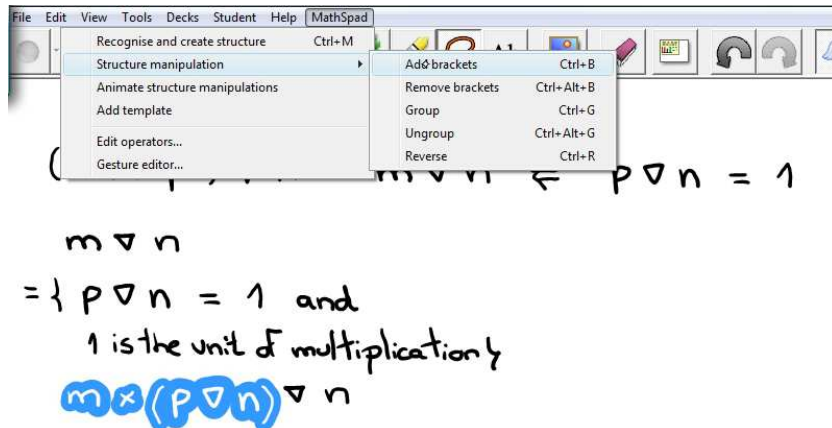 File Edit View Tools Decks Student Help MathSpad
Recognise and create structure Ctrl+M
Structure manipulation
Animate structure manipulations
Add template
Edit operators...
Gesture editor...
Add brackets Ctrl+B
Remove brackets Ctrl+Alt+B
Group Ctrl+G
Ungroup Ctrl+Alt+G
Reverse Ctrl+R
m ∇ n ⇐ p ∇ n = 1
m ∇ n
= { p ∇ n = 1 and
1 is the unit of multiplication }
m × (p ∇ n) ∇ n